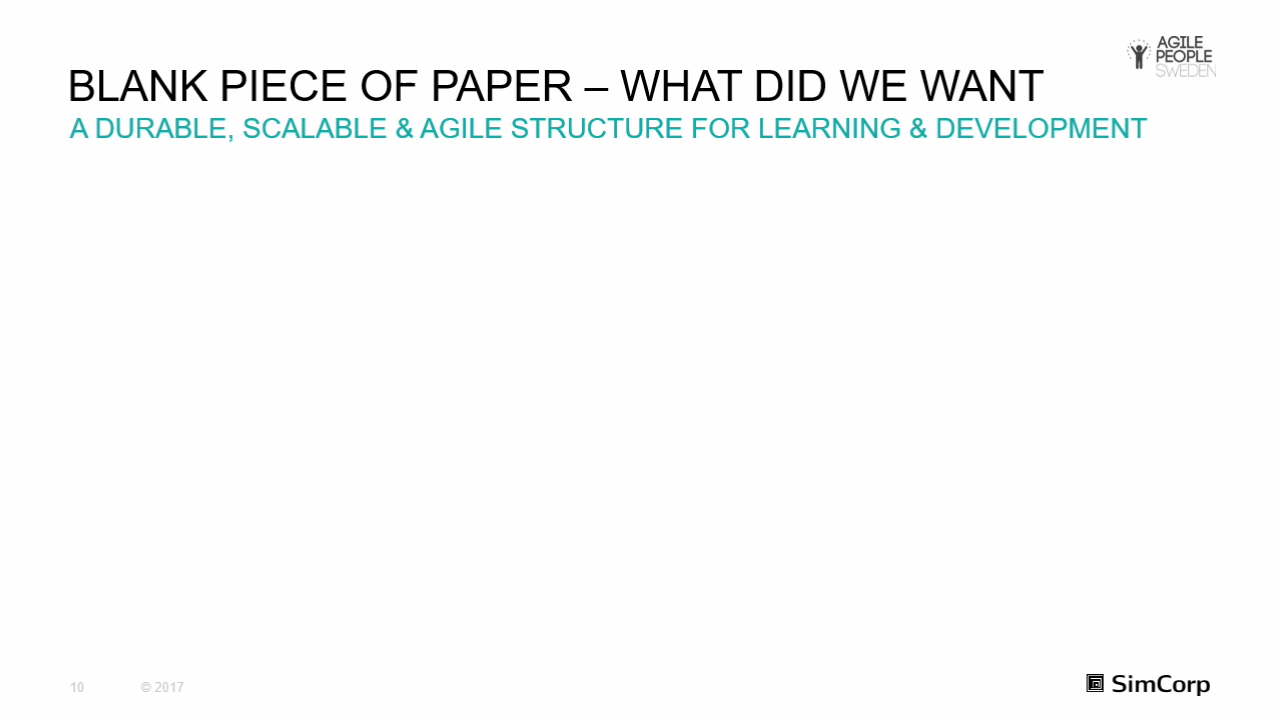 AGILE
PEOPLE
SWEDEN
BLANK PIECE OF PAPER – WHAT DID WE WANT
A DURABLE, SCALABLE & AGILE STRUCTURE FOR LEARNING & DEVELOPMENT
10 © 2017
SimCorp